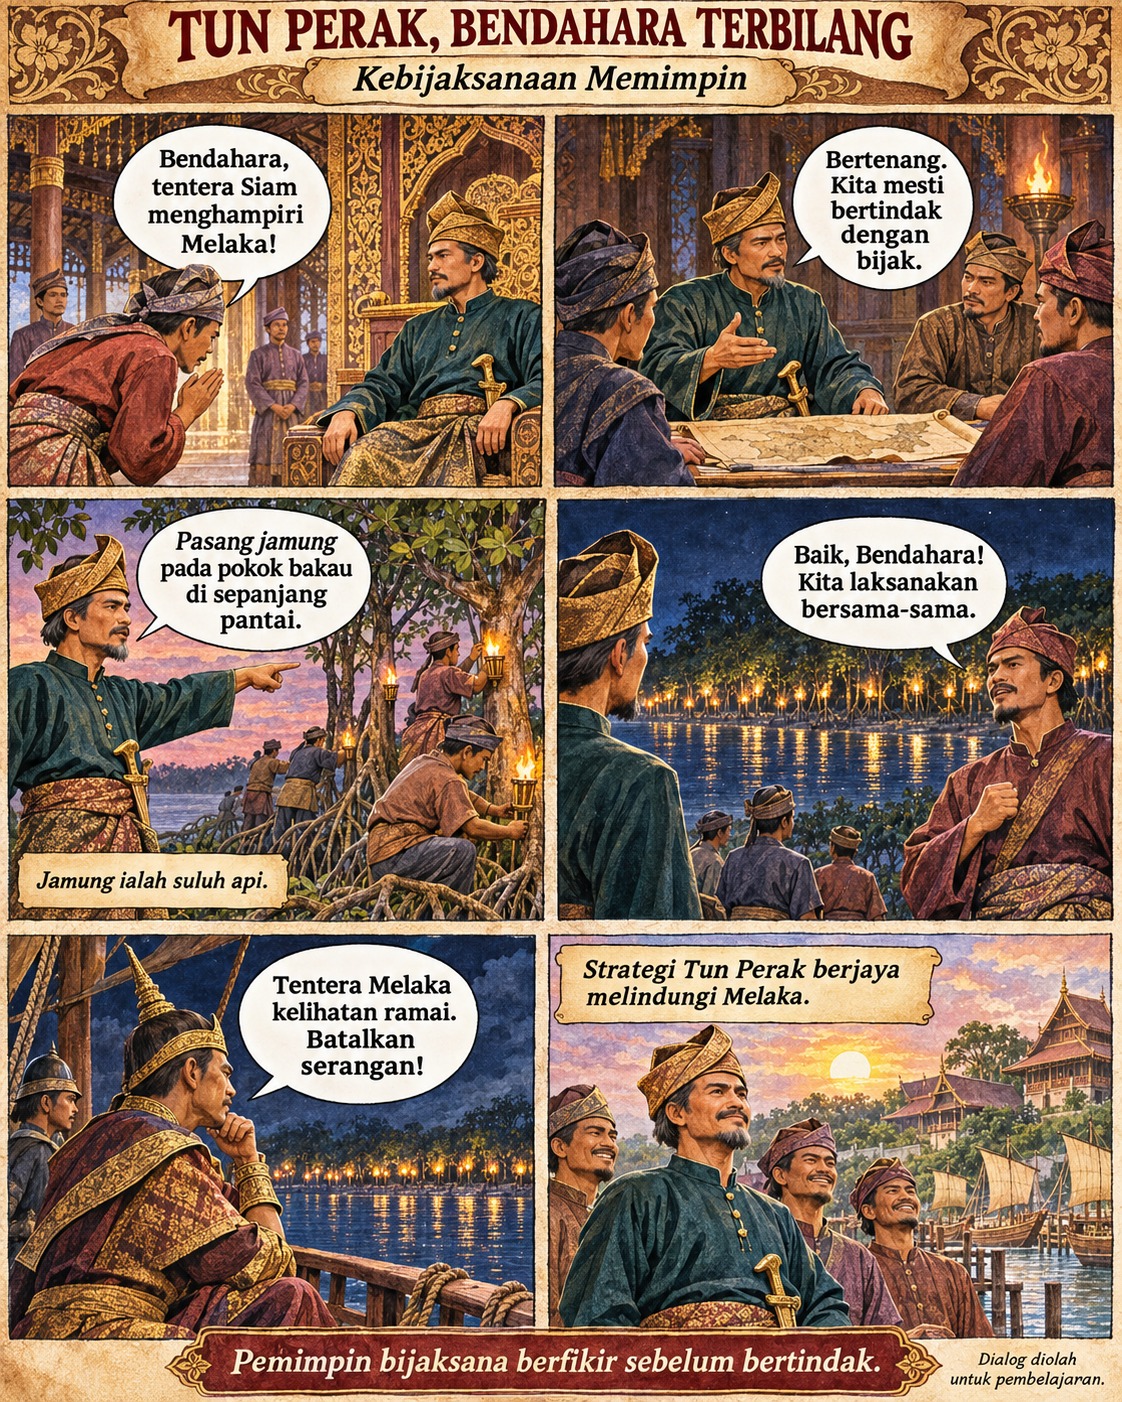 TUN PERAK, BENDAHARA TERBILANG
Kebijaksanaan Memimpin
Bendahara,
tentera Siam
menghampiri
Melaka!
Bertenang.
Kita mesti
bertindak
dengan
bijak.
Pasang jamung
pada pokok bakau
di sepanjang
pantai.
Jamung ialah suluh api.
Baik, Bendahara!
Kita laksanakan
bersama-sama.
Tentera Melaka
kelihatan ramai.
Batalkan
serangan!
Strategi Tun Perak berjaya
melindungi Melaka.
Pemimpin bijaksana berfikir sebelum bertindak.
Dialog diolah
untuk pembelajaran.